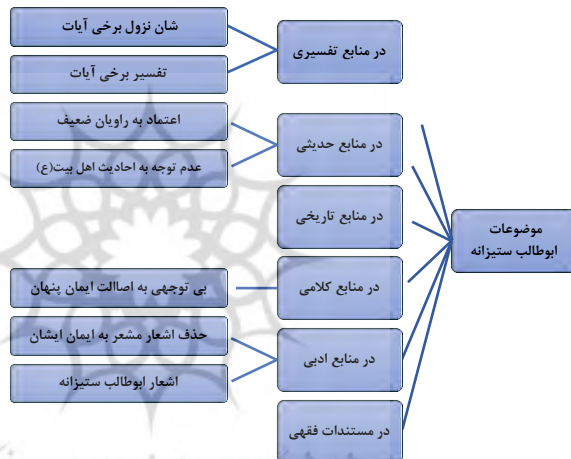 موضوعات
ابوطالب ستیزانه
در منابع تفسیری
شان نزول برخی آیات
تفسیر برخی آیات
در منابع حدیثی
اعتماد به راویان ضعیف
عدم توجه به احادیث اهل بیت(ع)
در منابع تاریخی
در منابع کلامی
بی توجهی به اصاالت ایمان پنهان
در منابع ادبی
حذف اشعار مشعر به ایمان ایشان
اشعار ابوطالب ستیزانه
در مستندات فقهی